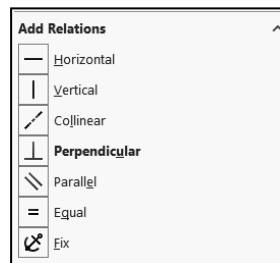 Add Relations
Horizontal
Vertical
Collinear
Perpendicular
Parallel
Equal
Fix